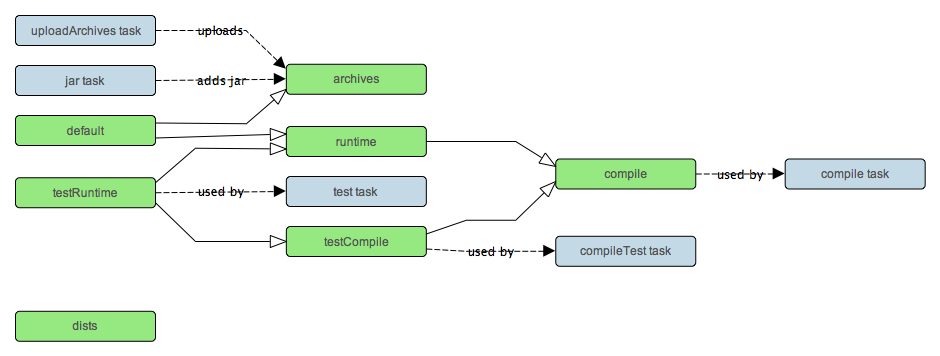 uploadArchives task
uploads
jar task
adds jar
archives
default
runtime
testRuntime
used by
test task
compile
used by
compile task
testCompile
used by
compileTest task
dists